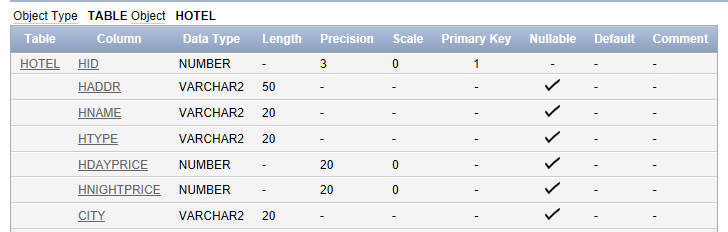 Object Type TABLE Object HOTEL
Table Column Data Type Length Precision Scale Primary Key Nullable Default Comment
HOTEL HID NUMBER - 3 0 1 - - -
HADDR VARCHAR2 50 - - - ✓ - -
HNAME VARCHAR2 20 - - - ✓ - -
HTYPE VARCHAR2 20 - - - ✓ - -
HDAYPRICE NUMBER - 20 0 - ✓ - -
HNIGHTPRICE NUMBER - 20 0 - ✓ - -
CITY VARCHAR2 20 - - - ✓ - -